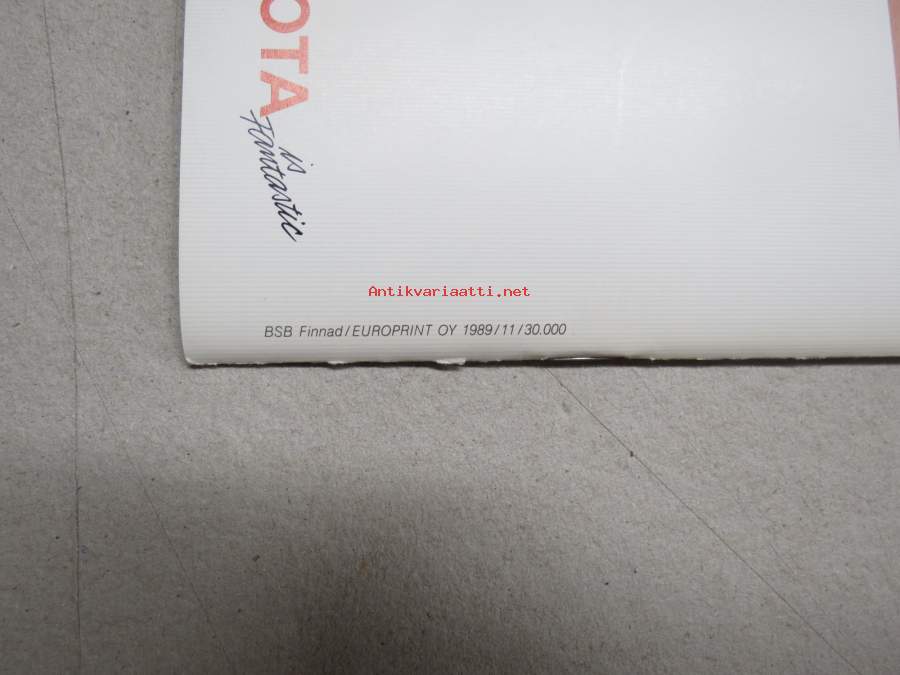 OTA
is
Fantastic
Antikvariaatti.net
BSB Finnad/EUROPRINT OY 1989/11/30.000